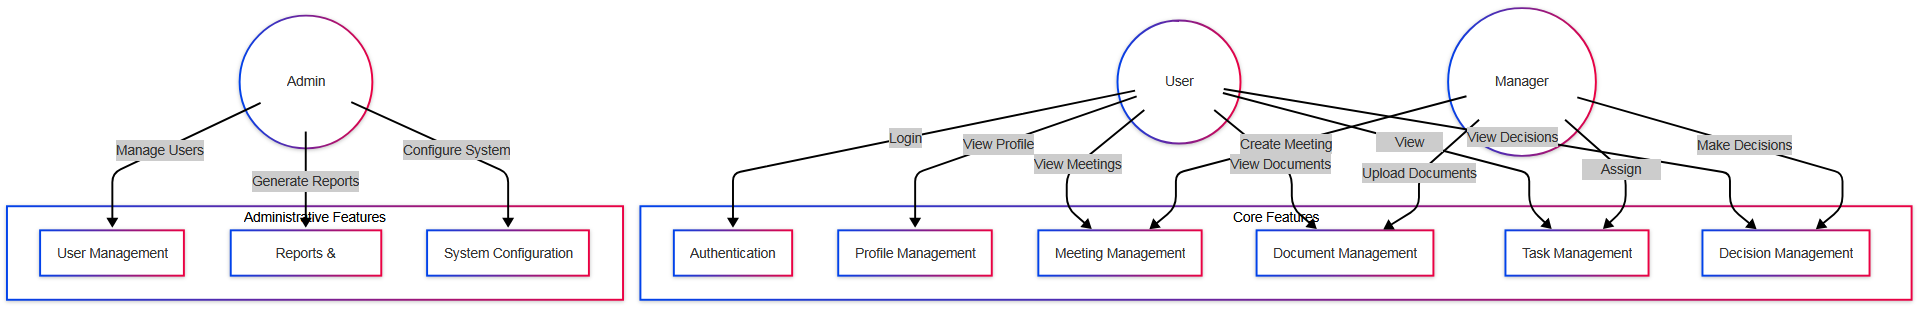 Admin
User
Manager
Manage Users
Generate Reports
Configure System
Login
View Profile
View Meetings
Create Meeting
View Documents
View
Upload Documents
View Decisions
Assign
Make Decisions
Administrative Features
User Management
Reports &
System Configuration
Core Features
Authentication
Profile Management
Meeting Management
Document Management
Task Management
Decision Management